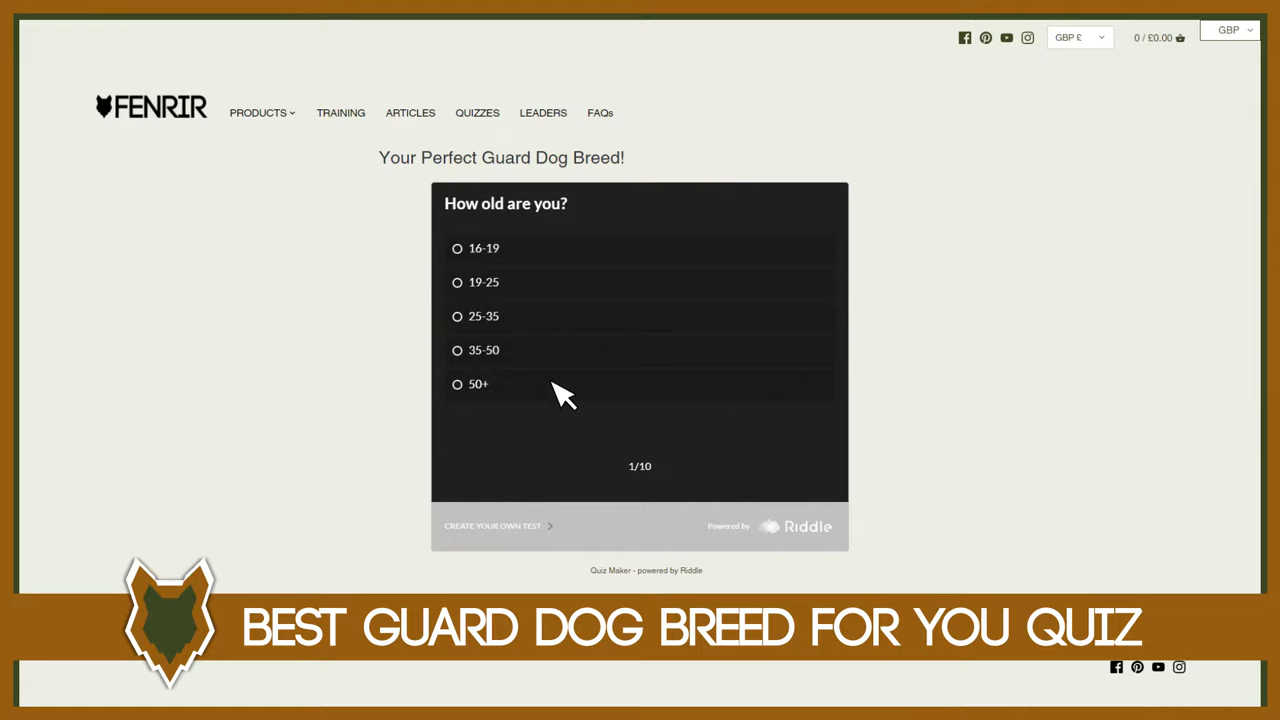 GBP £
0 / £0.00
GBP
FENRIR
PRODUCTS
TRAINING
ARTICLES
QUIZZES
LEADERS
FAQs
Your Perfect Guard Dog Breed!
How old are you?
16-19
19-25
25-35
35-50
50+
1/10
CREATE YOUR OWN TEST
Powered by
Riddle
Quiz Maker - powered by Riddle
BEST GUARD DOG BREED FOR YOU QUIZ